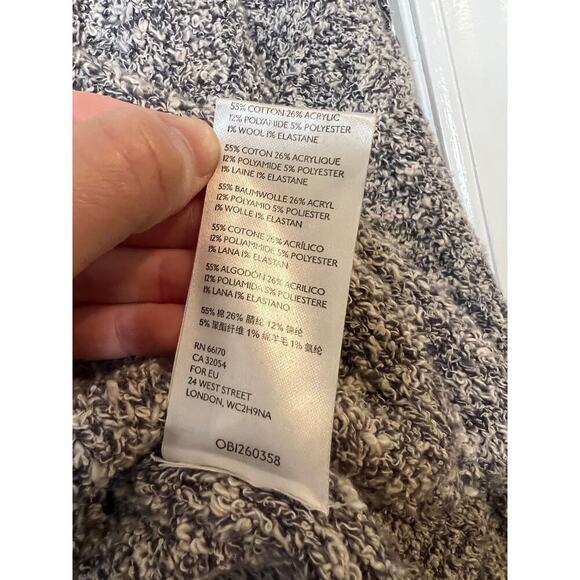 55% COTTON 26% ACRYLIC
12% POLYAMIDE 5% POLYESTER
1% WOOL 1% ELASTANE
55% COTON 26% ACRYLIQUE
12% POLYAMIDE 5% POLYESTER
1% LAINE 1% ELASTANE
55% BAUMWOLLE 26% ACRYL
12% POLYAMID 5% POLIESTER
1% WOLLE 1% ELASTAN
55% COTONE 26% ACRÍLICO
12% POLIAMMIDE 5% POLIESTERE
1% LANA 1% ELASTAN
55% ALGODÓN 26% ACRILICO
12% POLIAMIDA 5% POLIESTERE
1% LANA 1% ELASTANO
55% 棉 26% 腈纶 12% 锦纶
5% 聚酯纤维 1% 绵羊毛 1% 氨纶
RN 66170
CA 32054
FOR EU
24 WEST STREET
LONDON, WC2H9NA
OB1260358